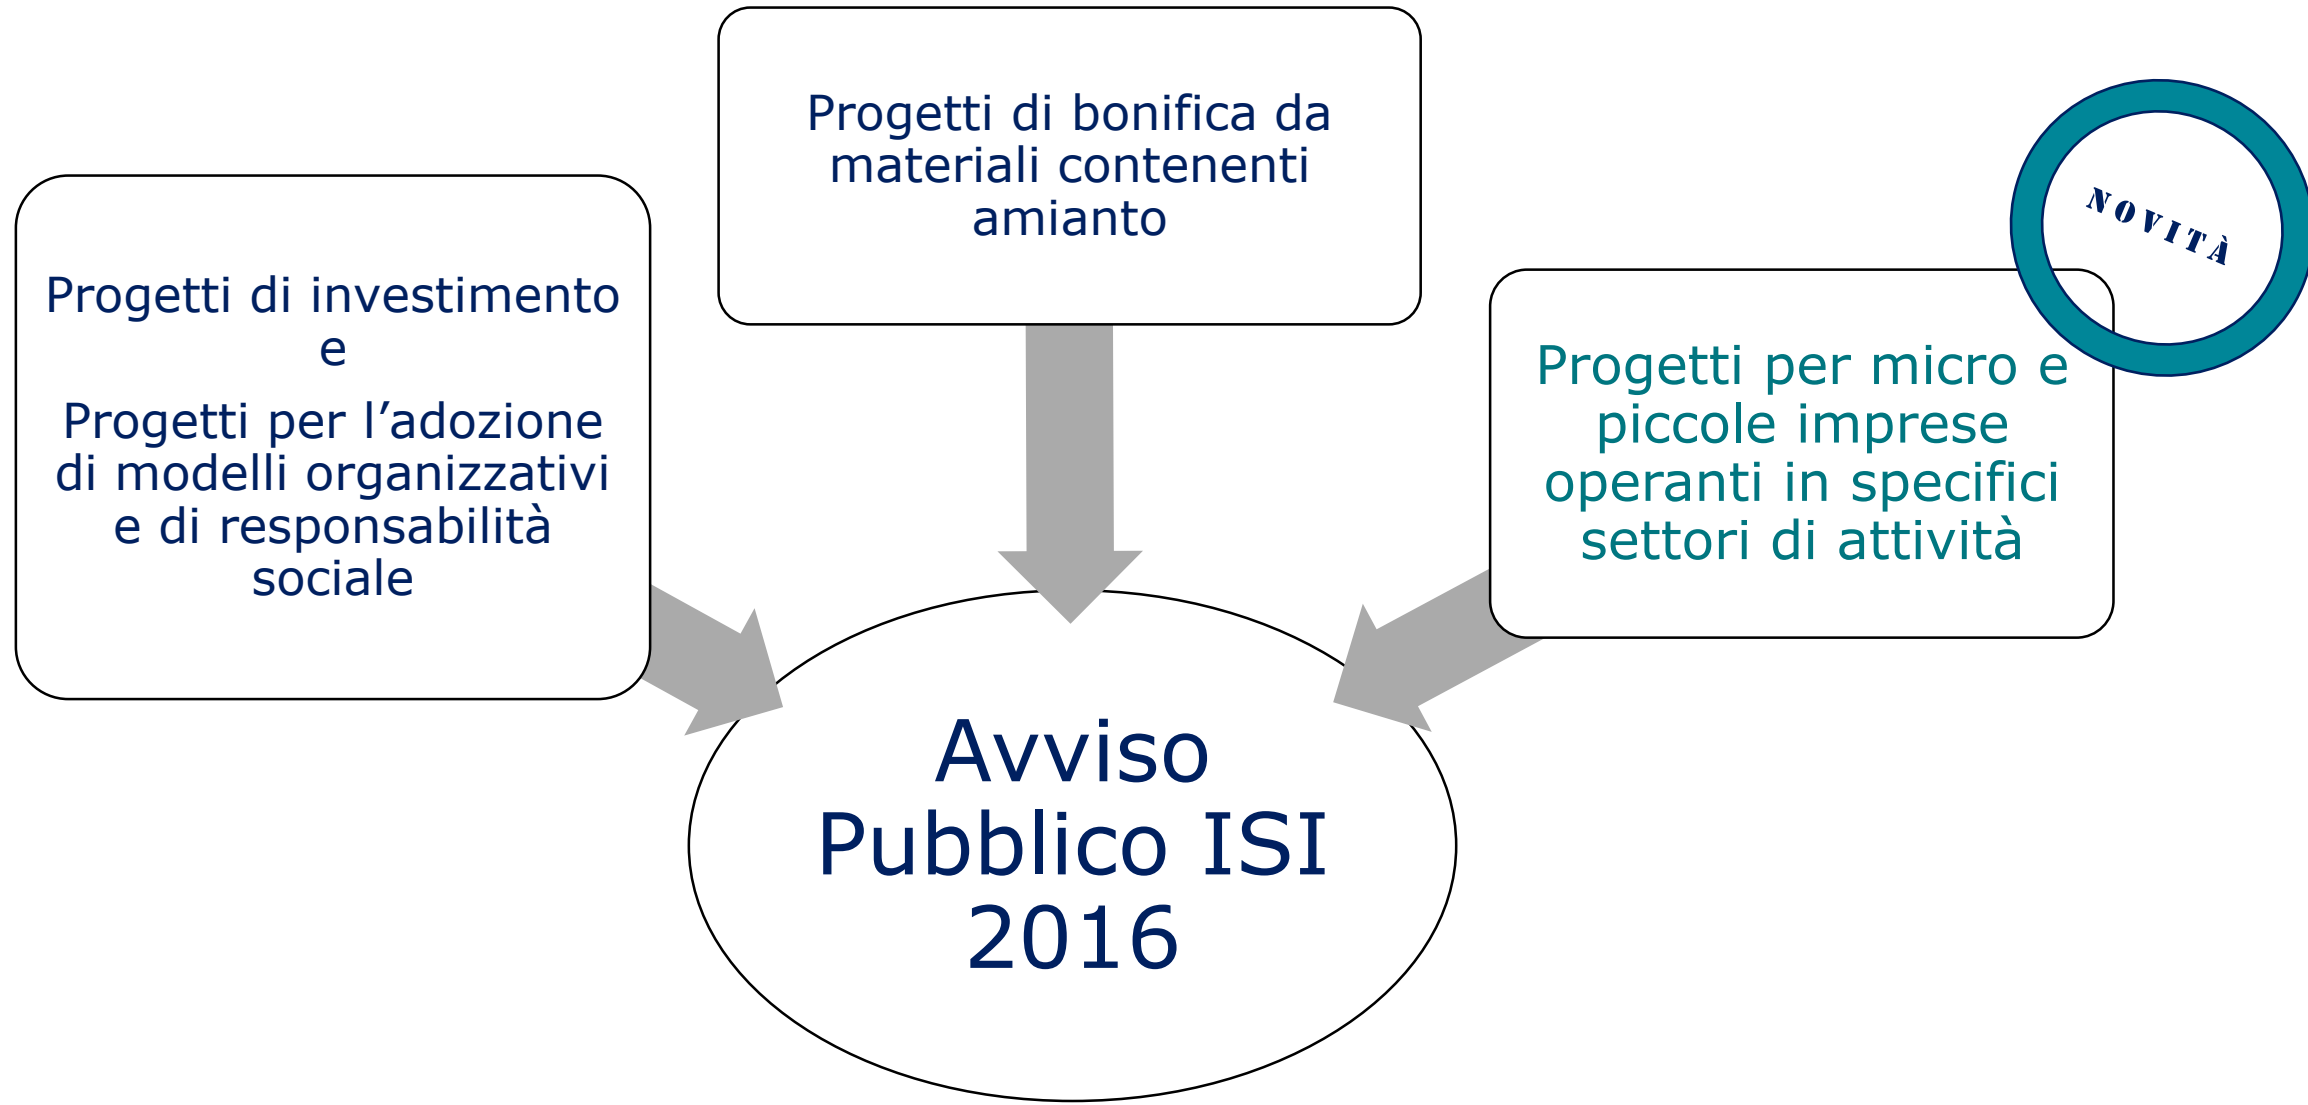 Progetti di investimento
e
Progetti per l’adozione
di modelli organizzativi
e di responsabilità
sociale
Progetti di bonifica da
materiali contenenti
amianto
NOVITÀ
Progetti per micro e
piccole imprese
operanti in specifici
settori di attività
Avviso
Pubblico ISI
2016